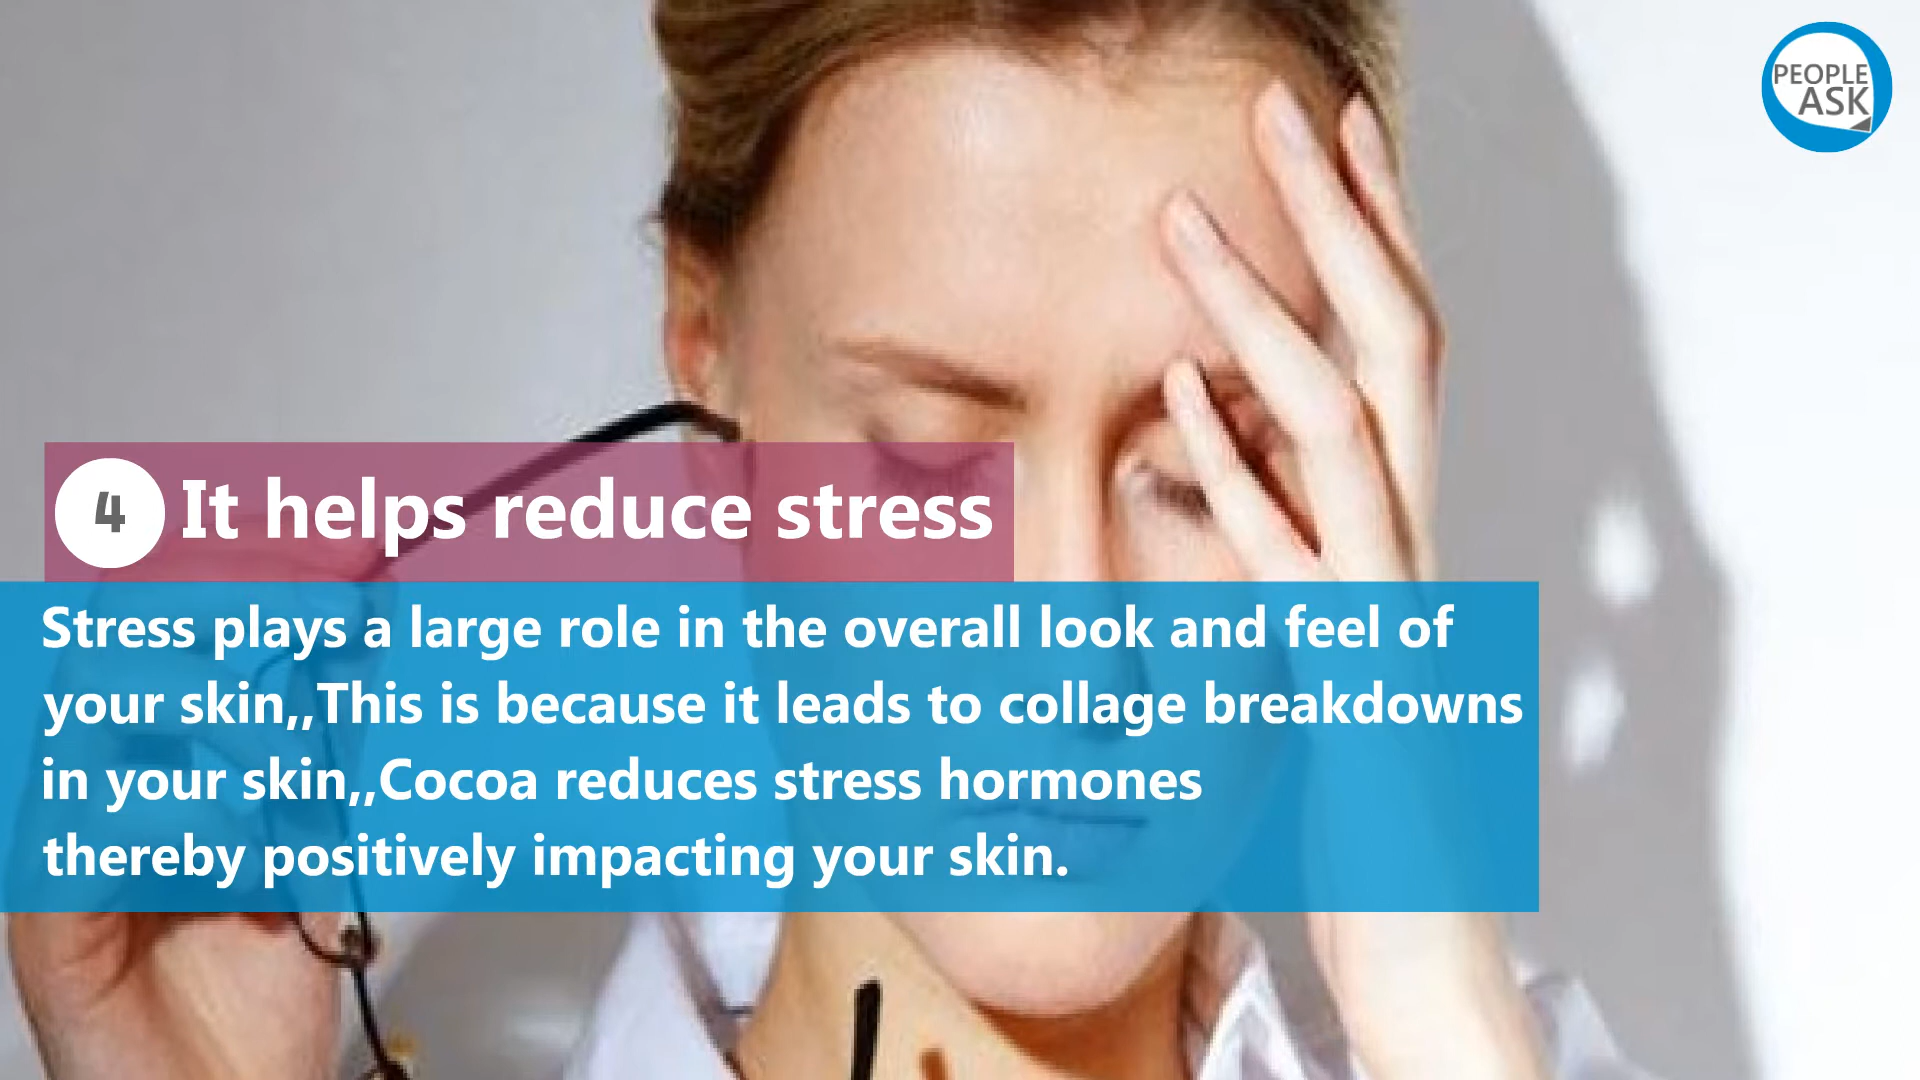 PEOPLE
ASK
4 It helps reduce stress
Stress plays a large role in the overall look and feel of
your skin,,This is because it leads to collage breakdowns
in your skin,,Cocoa reduces stress hormones
thereby positively impacting your skin.